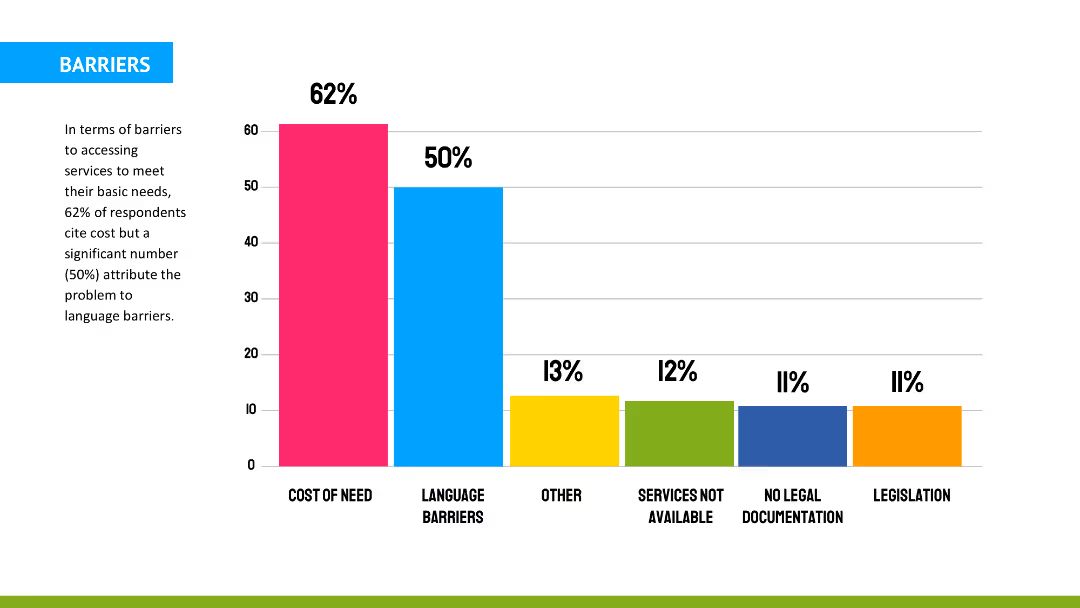 BARRIERS
In terms of barriers
to accessing
services to meet
their basic needs,
62% of respondents
cite cost but a
significant number
(50%) attribute the
problem to
language barriers.
62%
50%
13%
12%
11%
11%
60
50
40
30
20
10
0
COST OF NEED
LANGUAGE
BARRIERS
OTHER
SERVICES NOT
AVAILABLE
NO LEGAL
DOCUMENTATION
LEGISLATION